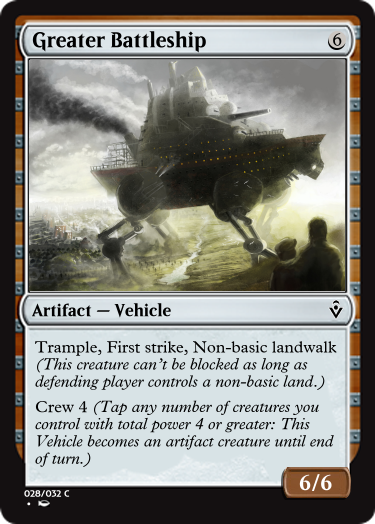 Greater Battleship 6
Artifact — Vehicle
Trample, First strike, Non-basic landwalk
(This creature can't be blocked as long as
defending player controls a non-basic land.)
Crew 4 (Tap any number of creatures you
control with total power 4 or greater: This
Vehicle becomes an artifact creature until end
of turn.)
6/6
028/032 C